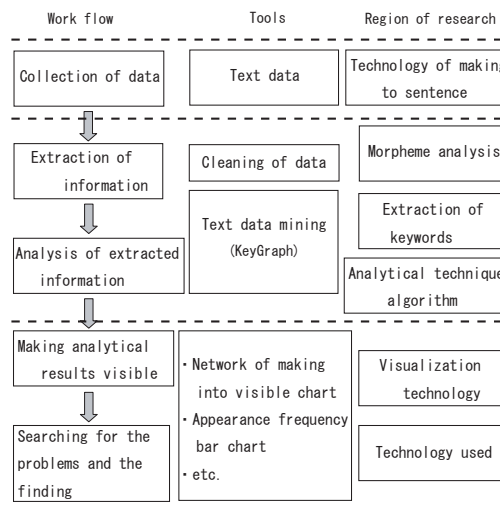 Work flow
Tools
Region of research
Collection of data
Text data
Technology of making
to sentence
Extraction of
information
Cleaning of data
Morpheme analysis
Text data mining
(KeyGraph)
Extraction of
keywords
Analysis of extracted
information
Analytical technique
algorithm
Making analytical
results visible
・Network of making
into visible chart
・Appearance frequency
bar chart
・etc.
Visualization
technology
Searching for the
problems and the
finding
Technology used